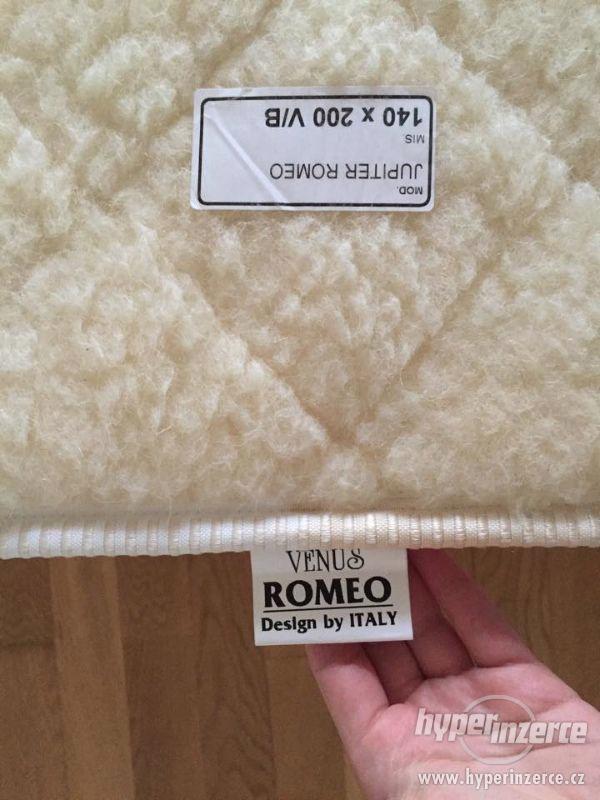 MOD.
JUPITER ROMEO
MIS.
140 x 200 V/B
VENUS
ROMEO
Design by ITALY
hyperinzerce
www.hyperinzerce.cz